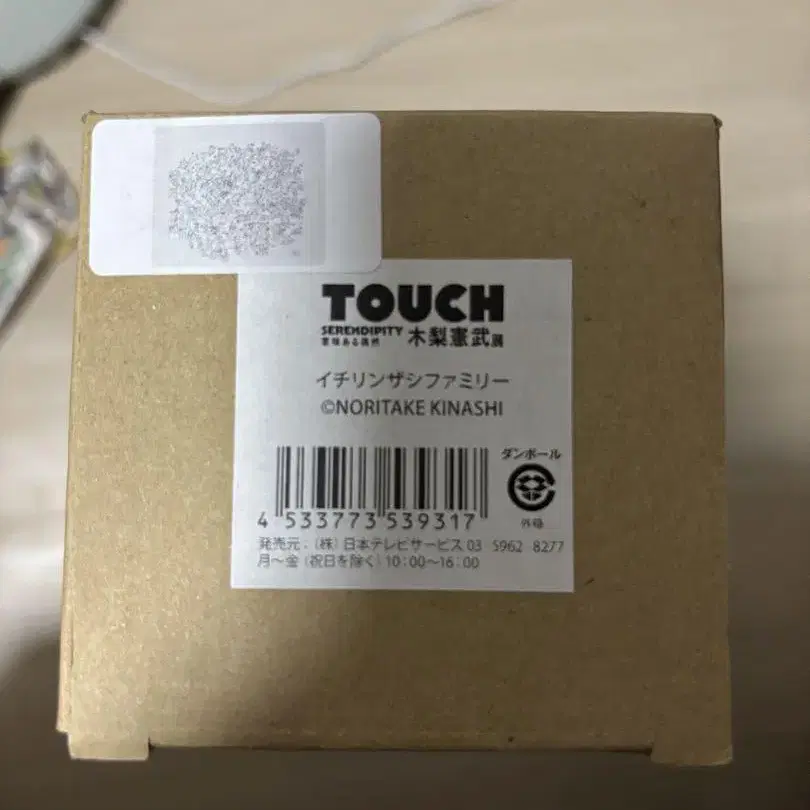 TOUCH
SERENDIPITY
意味ある偶然 木梨憲武展
イチリンザシファミリー
©NORITAKE KINASHI
ダンボール
外箱
4 533773 539317
発売元：（株）日本テレビサービス 03 5962 8277
月～金（祝日を除く）10：00～16：00